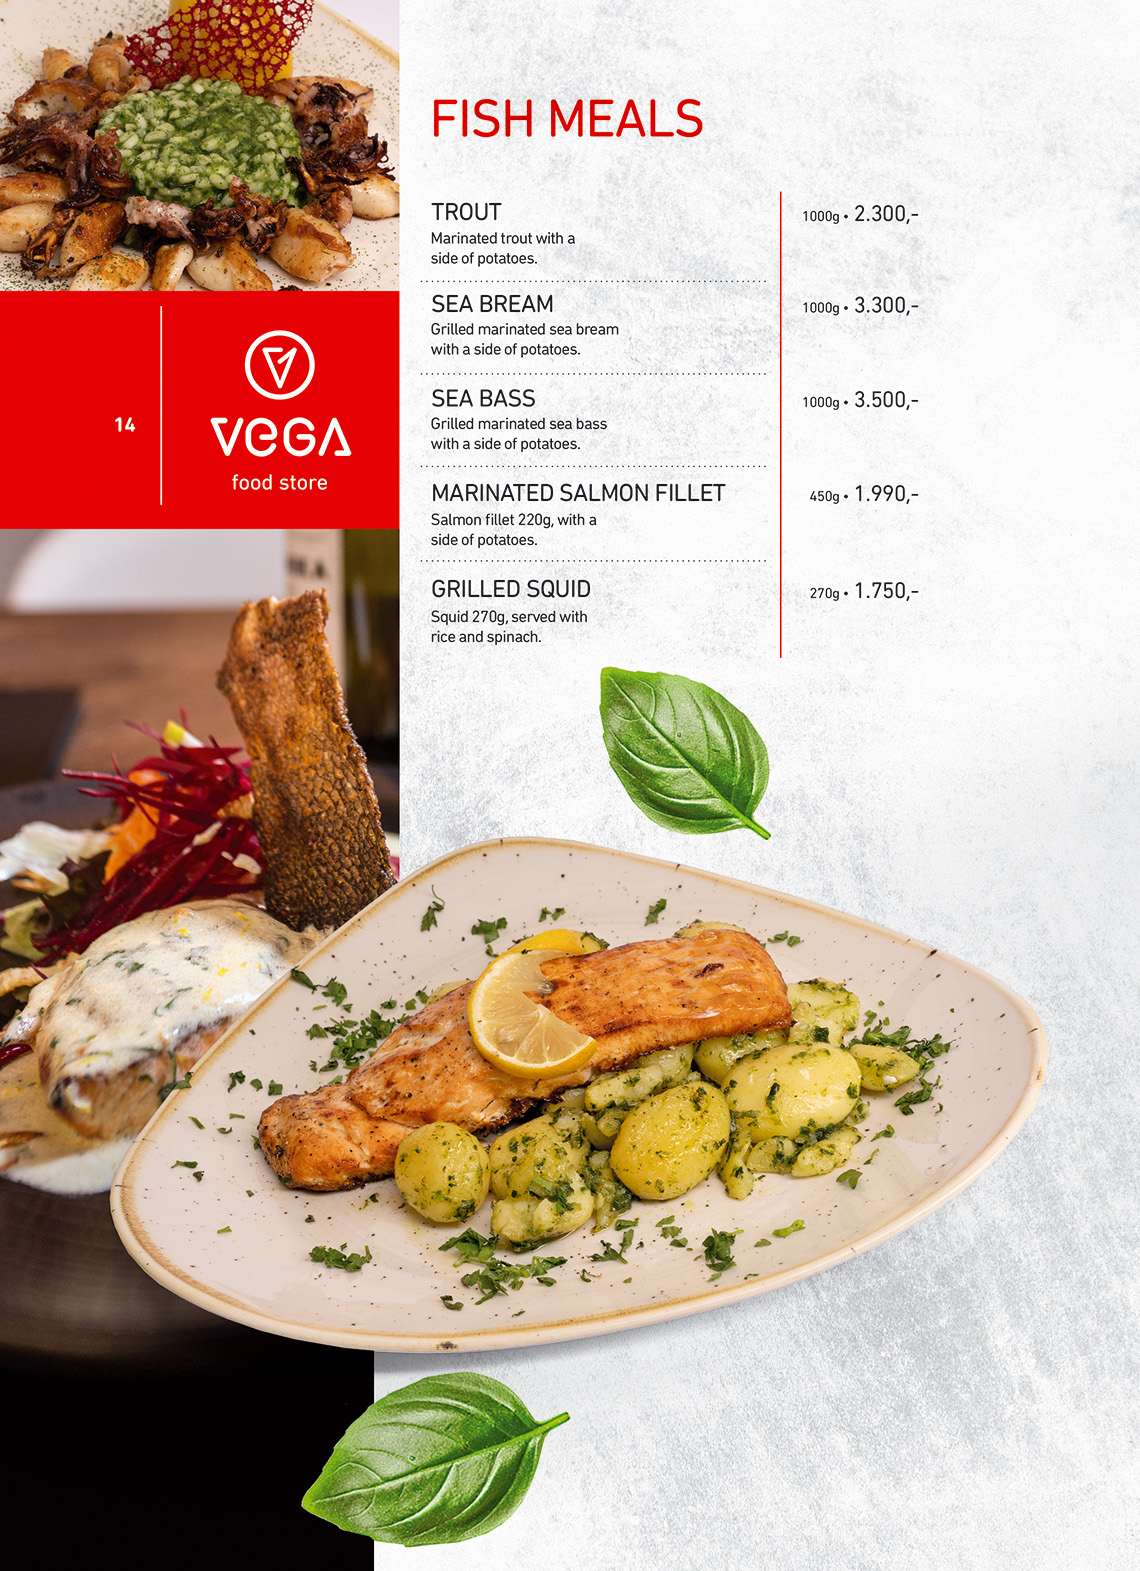 FISH MEALS
TROUT
1000g • 2.300,-
Marinated trout with a
side of potatoes.
SEA BREAM
1000g • 3.300,-
Grilled marinated sea bream
with a side of potatoes.
SEA BASS
1000g • 3.500,-
Grilled marinated sea bass
with a side of potatoes.
MARINATED SALMON FILLET
450g • 1.990,-
Salmon fillet 220g, with a
side of potatoes.
GRILLED SQUID
270g • 1.750,-
Squid 270g, served with
rice and spinach.
14
VEGA
food store